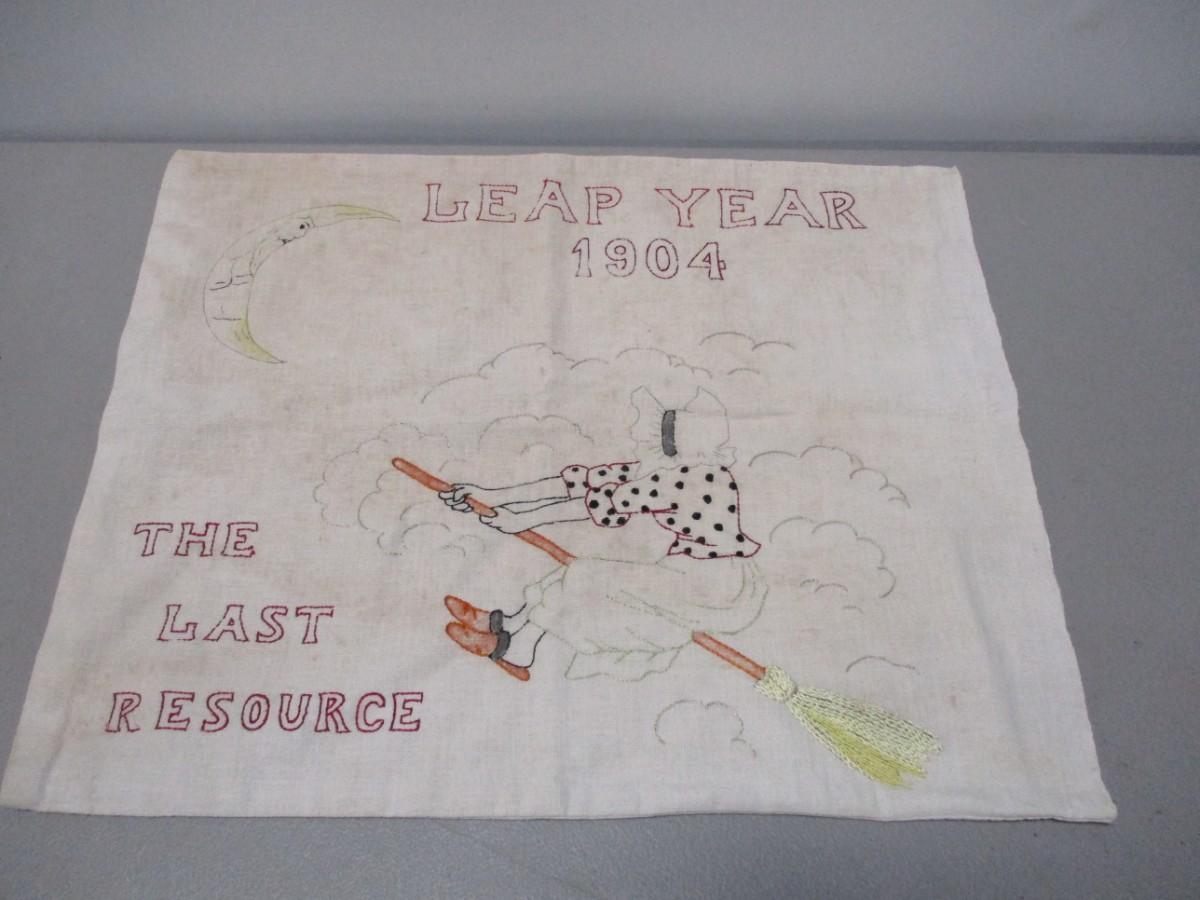 LEAP YEAR
1904
THE
LAST
RESOURCE